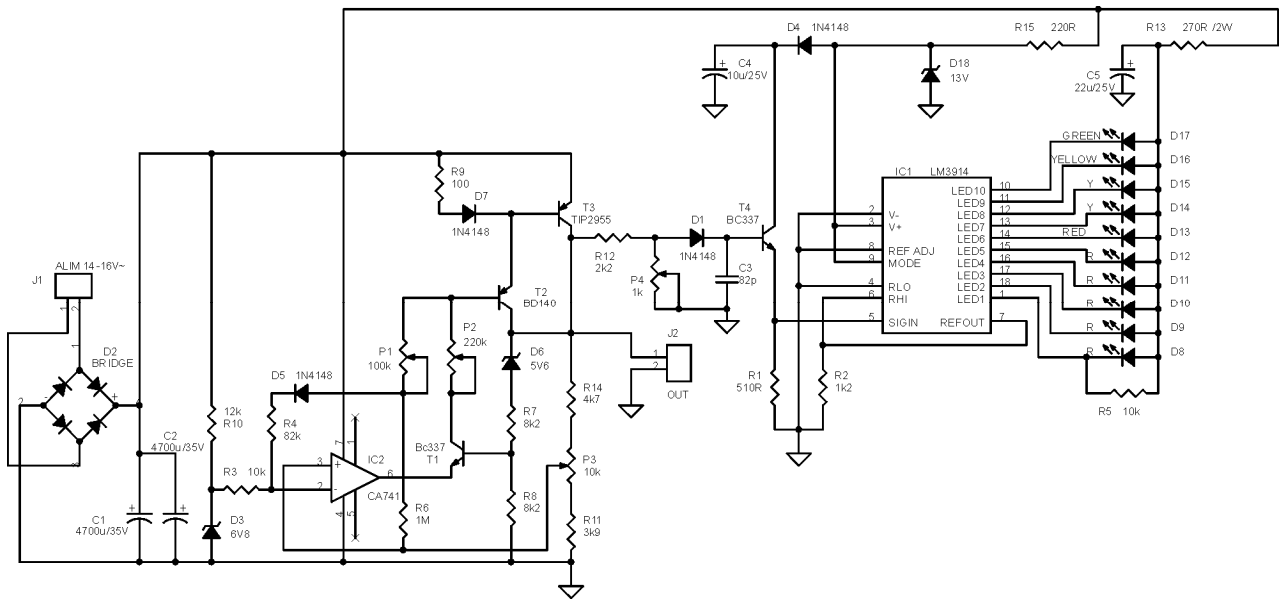 D4 1N4148
R15 220R
R13 270R /2W
C4
10u/25V
D18
13V
C5
22u/25V
GREEN
D17
YELLOW
D16
Y
D15
Y
D14
RED
D13
R
D12
R
D11
R
D10
R
D9
R
D8
R5 10k
IC1 LM3914
LED10
LED9
LED8
LED7
LED6
LED5
LED4
LED3
LED2
LED1
REFOUT
10
11
12
13
14
15
16
17
18
1
7
V-
V+
REF ADJ
MODE
RLO
RHI
SIGIN
2
3
8
9
4
6
5
R9
100
D7
1N4148
T3
TIP2955
T4
BC337
D1
1N4148
R12
2k2
P4
1k
C3
82p
T2
BD140
J1
ALIM 14-16V~
1
2
D2
BRIDGE
1
2
-
+
3
P1
100k
P2
220k
D6
5V6
J2
1
2
OUT
R1
510R
R2
1k2
D5 1N4148
R14
4k7
R7
8k2
12k
R10
R4
82k
C2
4700u/35V
Bc337
T1
IC2
CA741
7
1
3
+
2
-
6
4
5
P3
10k
R3 10k
R6
1M
R8
8k2
C1
4700u/35V
D3
6V8
R11
3k9